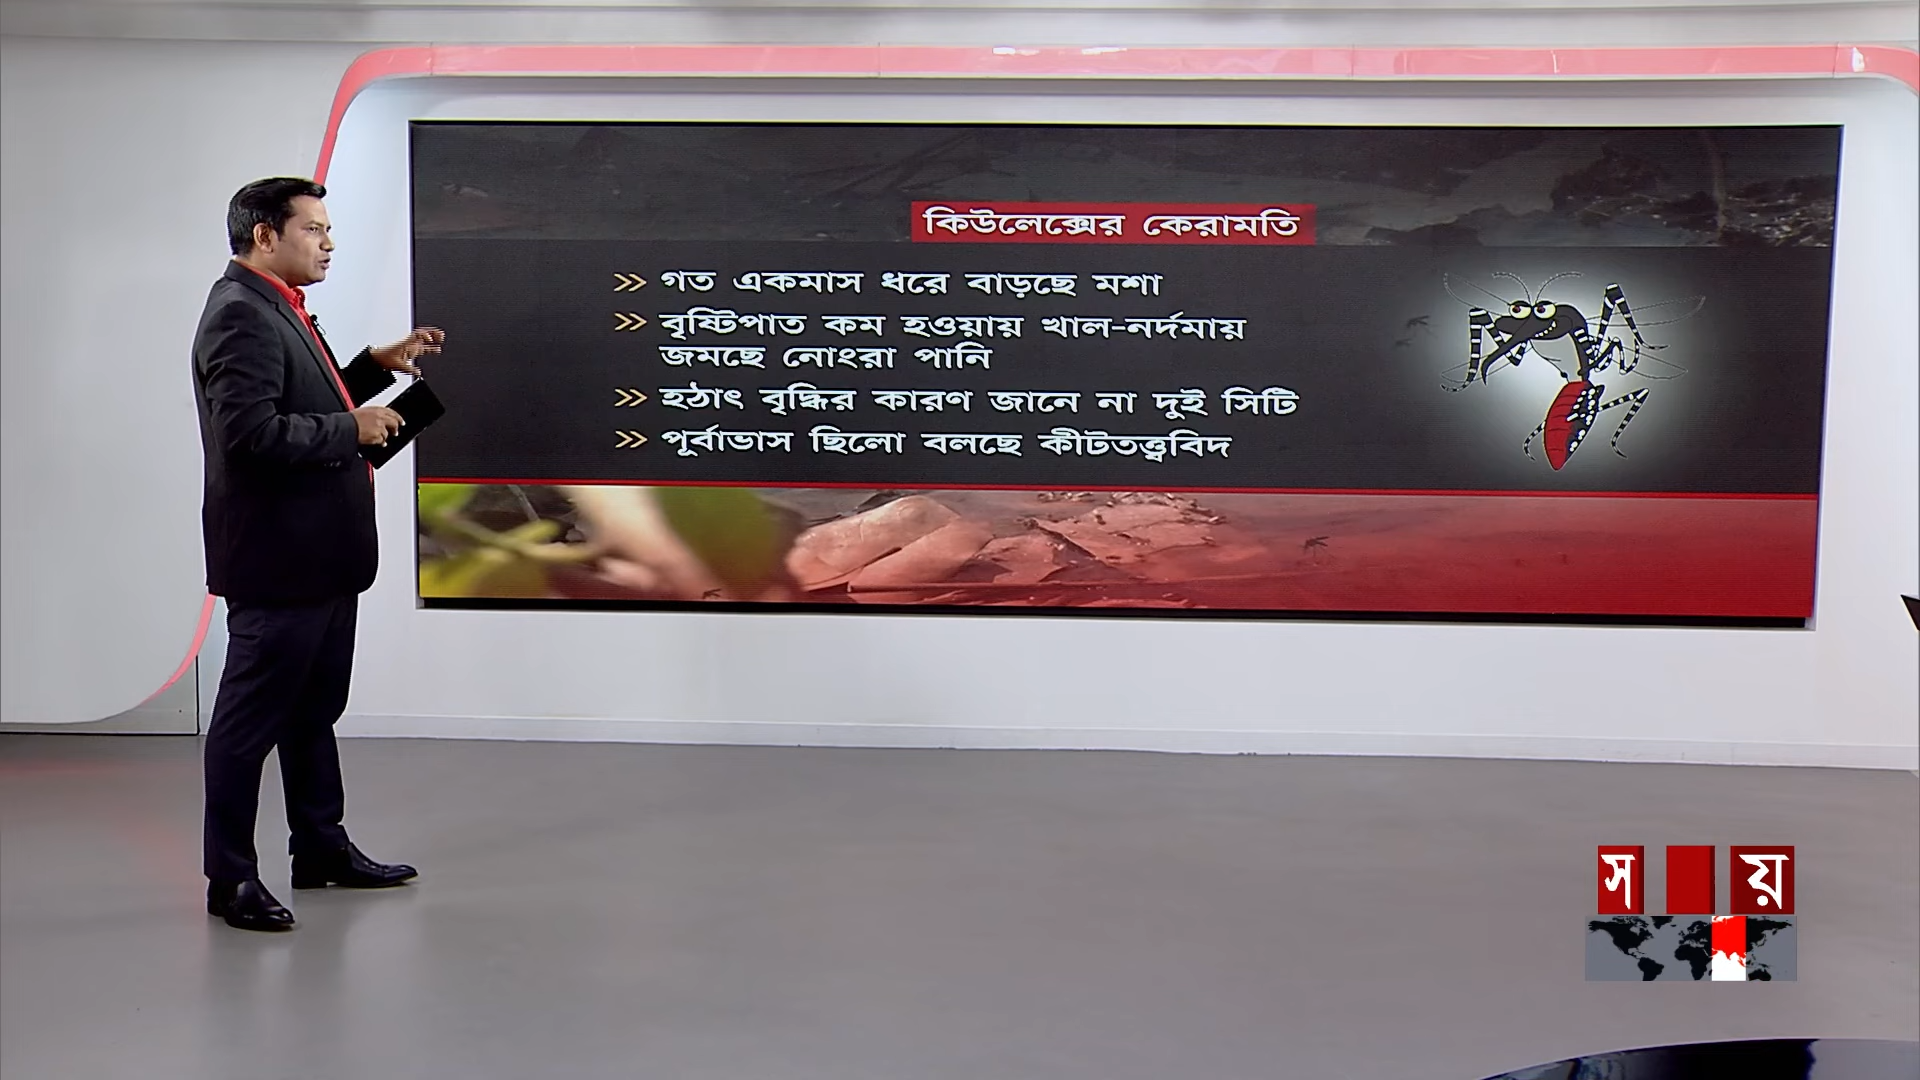 কিউলেক্সের কেরামতি
>> গত একমাস ধরে বাড়ছে মশা
>> বৃষ্টিপাত কম হওয়ায় খাল-নর্দমায়
জমছে নোংরা পানি
>> হঠাৎ বৃদ্ধির কারণ জানে না দুই সিটি
>> পূর্বাভাস ছিলো বলছে কীটতত্ত্ববিদ
স য়